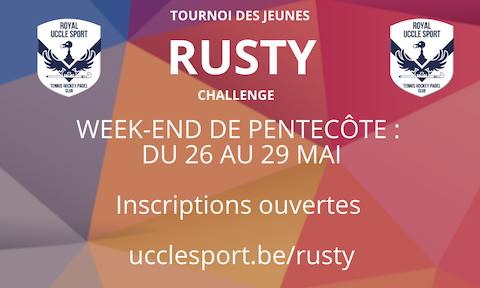 TOURNOI DES JEUNES
ROYAL
UCCLE SPORT
TENNIS HOCKEY PADEL
CLUB
RUSTY
ROYAL
UCCLE SPORT
TENNIS HOCKEY PADEL
CLUB
CHALLENGE
WEEK-END DE PENTECÔTE :
DU 26 AU 29 MAI
Inscriptions ouvertes
ucclesport.be/rusty